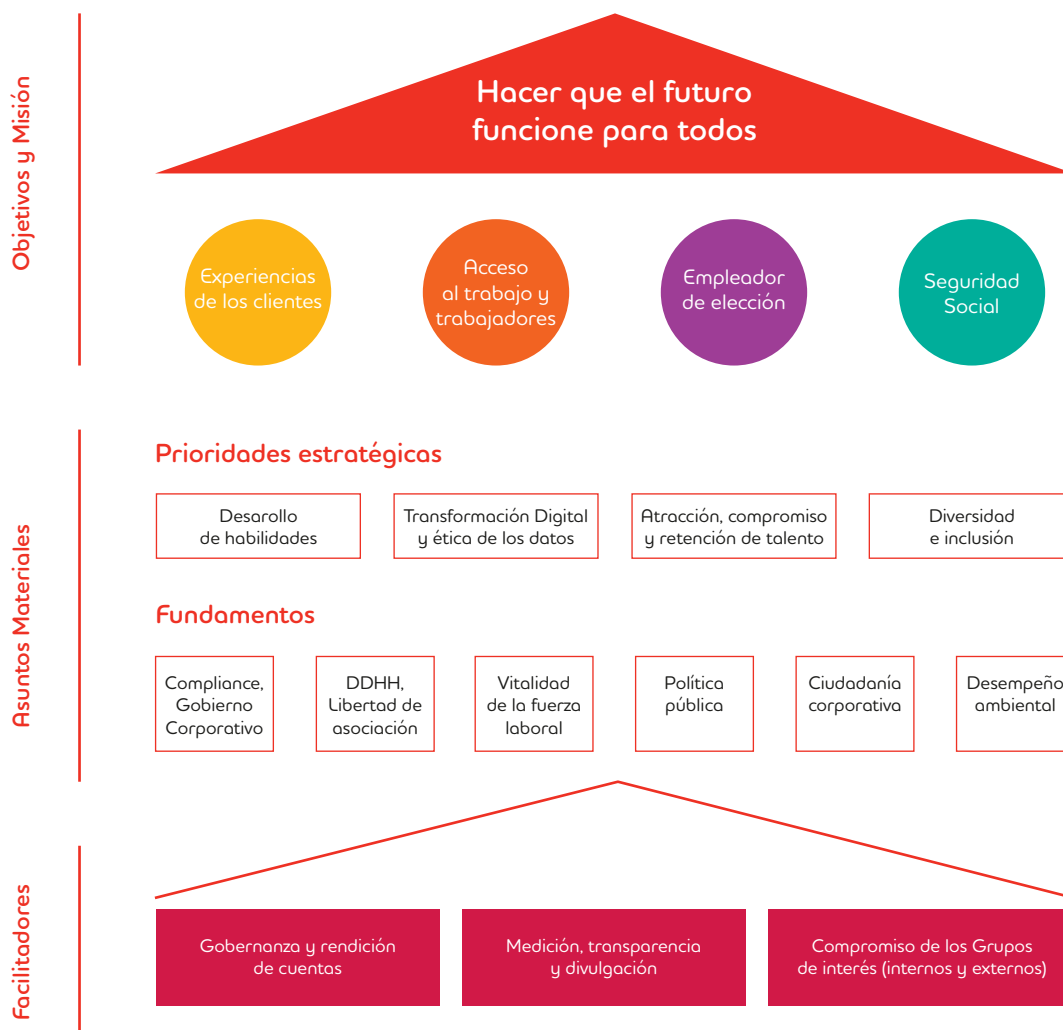 Objetivos y Misión
Hacer que el futuro
funcione para todos
Experiencias
de los clientes
Acceso
al trabajo y
trabajadores
Empleador
de elección
Seguridad
Social
Asuntos Materiales
Prioridades estratégicas
Desarollo
de habilidades
Transformación Digital
y ética de los datos
Atracción, compromiso
y retención de talento
Diversidad
e inclusión
Fundamentos
Compliance,
Gobierno
Corporativo
DDHH,
Libertad de
asociación
Vitalidad
de la fuerza
laboral
Política
pública
Ciudadanía
corporativa
Desempeño
ambiental
Facilitadores
Gobernanza y rendición
de cuentas
Medición, transparencia
y divulgación
Compromiso de los Grupos
de interés (internos y externos)